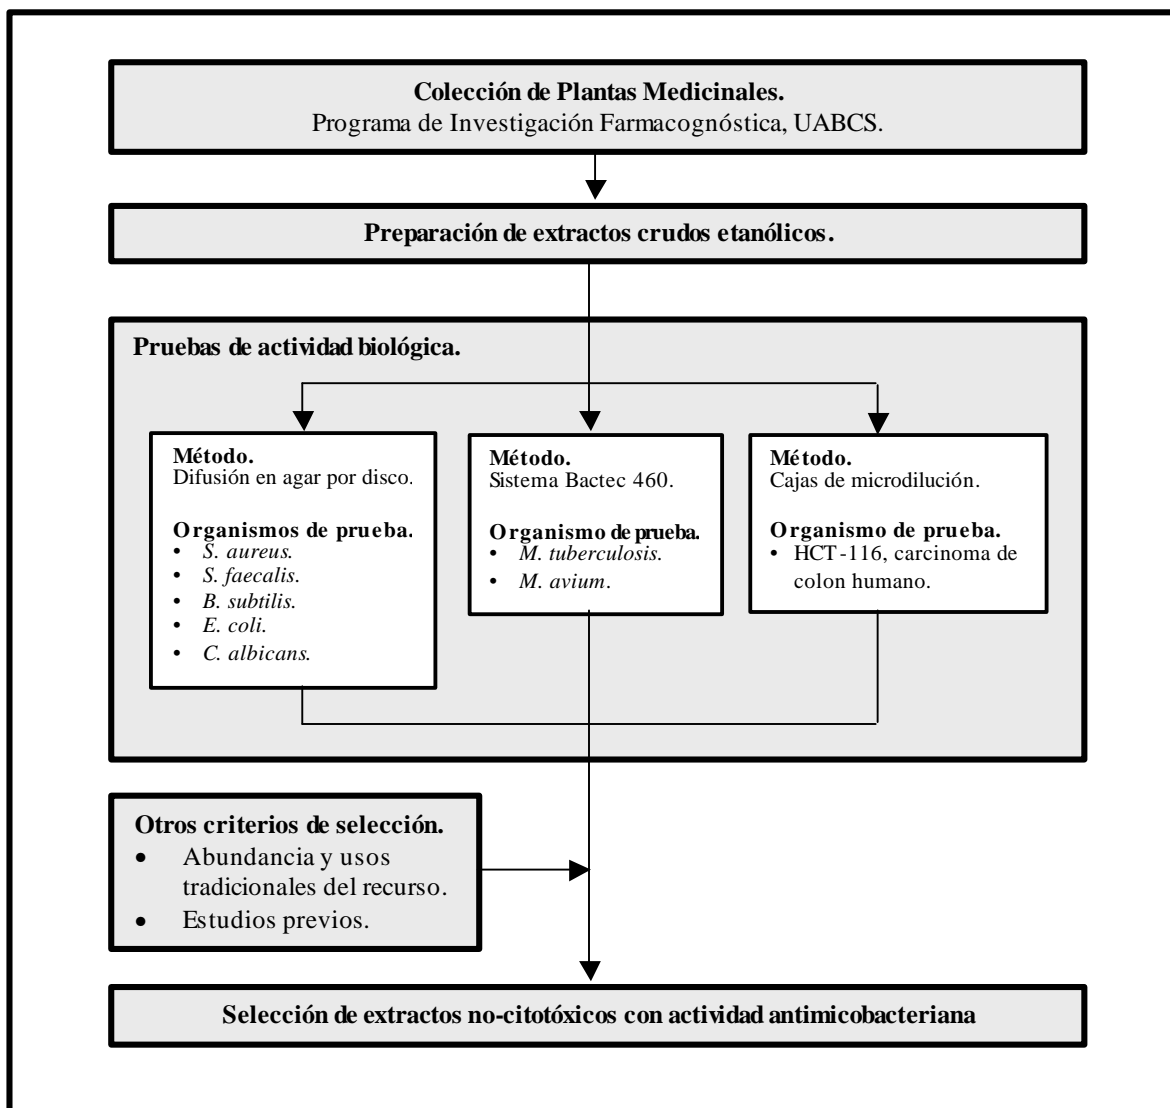 Colección de Plantas Medicinales.
Programa de Investigación Farmacognóstica, UABCS.
Preparación de extractos crudos etanólicos.
Pruebas de actividad biológica.
Método.
Difusión en agar por disco.
Organismos de prueba.
• S. aureus.
• S. faecalis.
• B. subtilis.
• E. coli.
• C. albicans.
Método.
Sistema Bactec 460.
Organismo de prueba.
• M. tuberculosis.
• M. avium.
Método.
Cajas de microdilución.
Organismo de prueba.
• HCT-116, carcinoma de
colon humano.
Otros criterios de selección.
• Abundancia y usos
tradicionales del recurso.
• Estudios previos.
Selección de extractos no-citotóxicos con actividad antimicobacteriana